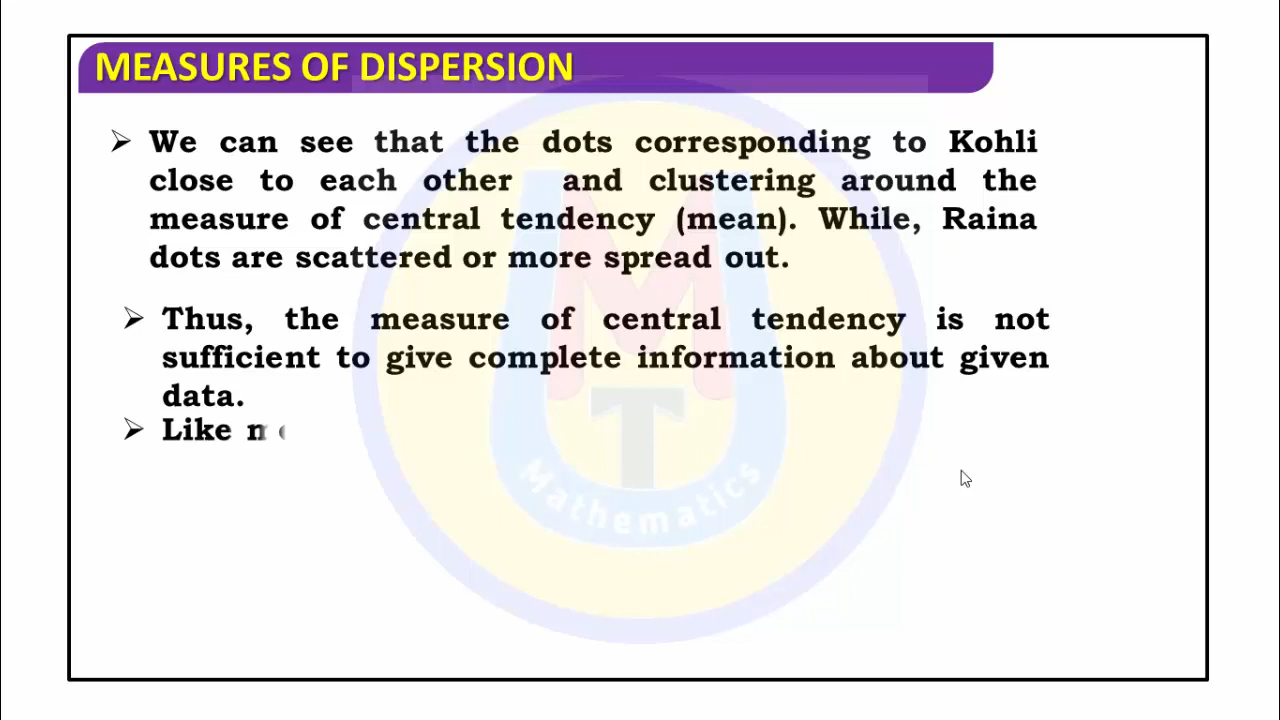 MEASURES OF DISPERSION
➢ We can see that the dots corresponding to Kohli
close to each other and clustering around the
measure of central tendency (mean). While, Raina
dots are scattered or more spread out.
➢ Thus, the measure of central tendency is not
sufficient to give complete information about given
data.
➢ Like
M
T
Mathematics